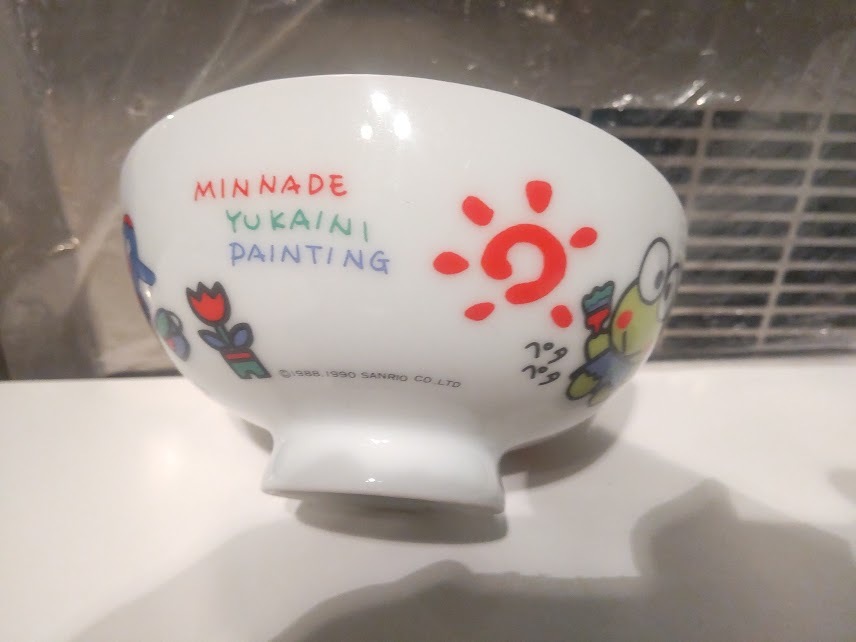 MINNADE
YUKAINI
PAINTING
©1988.1990 SANRIO CO.,LTD
ペタ
ペタ